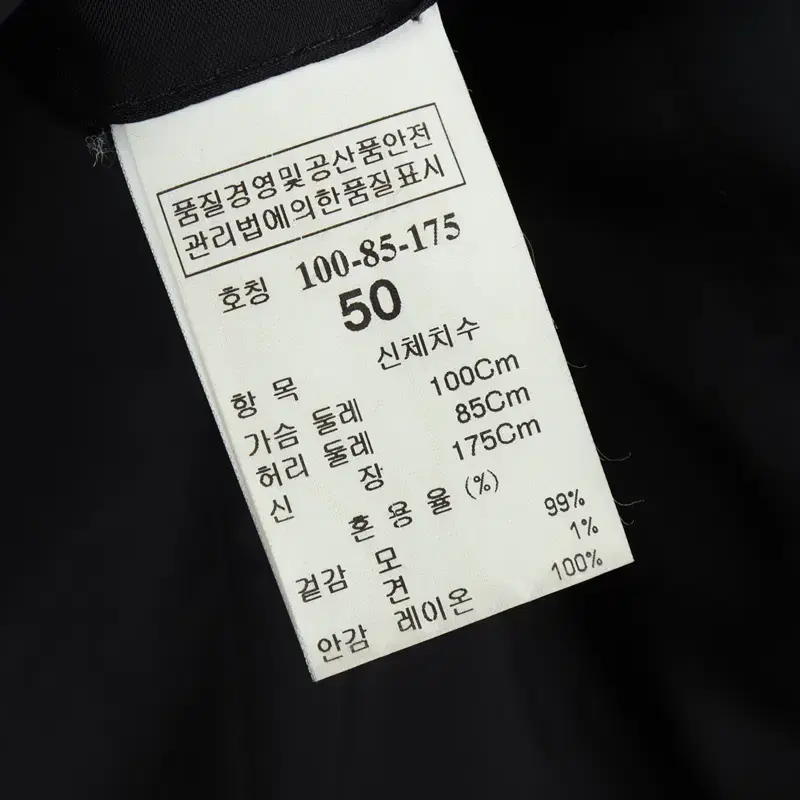 품질경영및공산품안전
관리법에의한품질표시
호칭 100-85-175
50
항 목 신체치수
가슴 둘레 100Cm
허리 둘레 85Cm
신 장 175Cm
혼 용 율 (%)
겉감 모 99%
견 1%
안감 레이온 100%